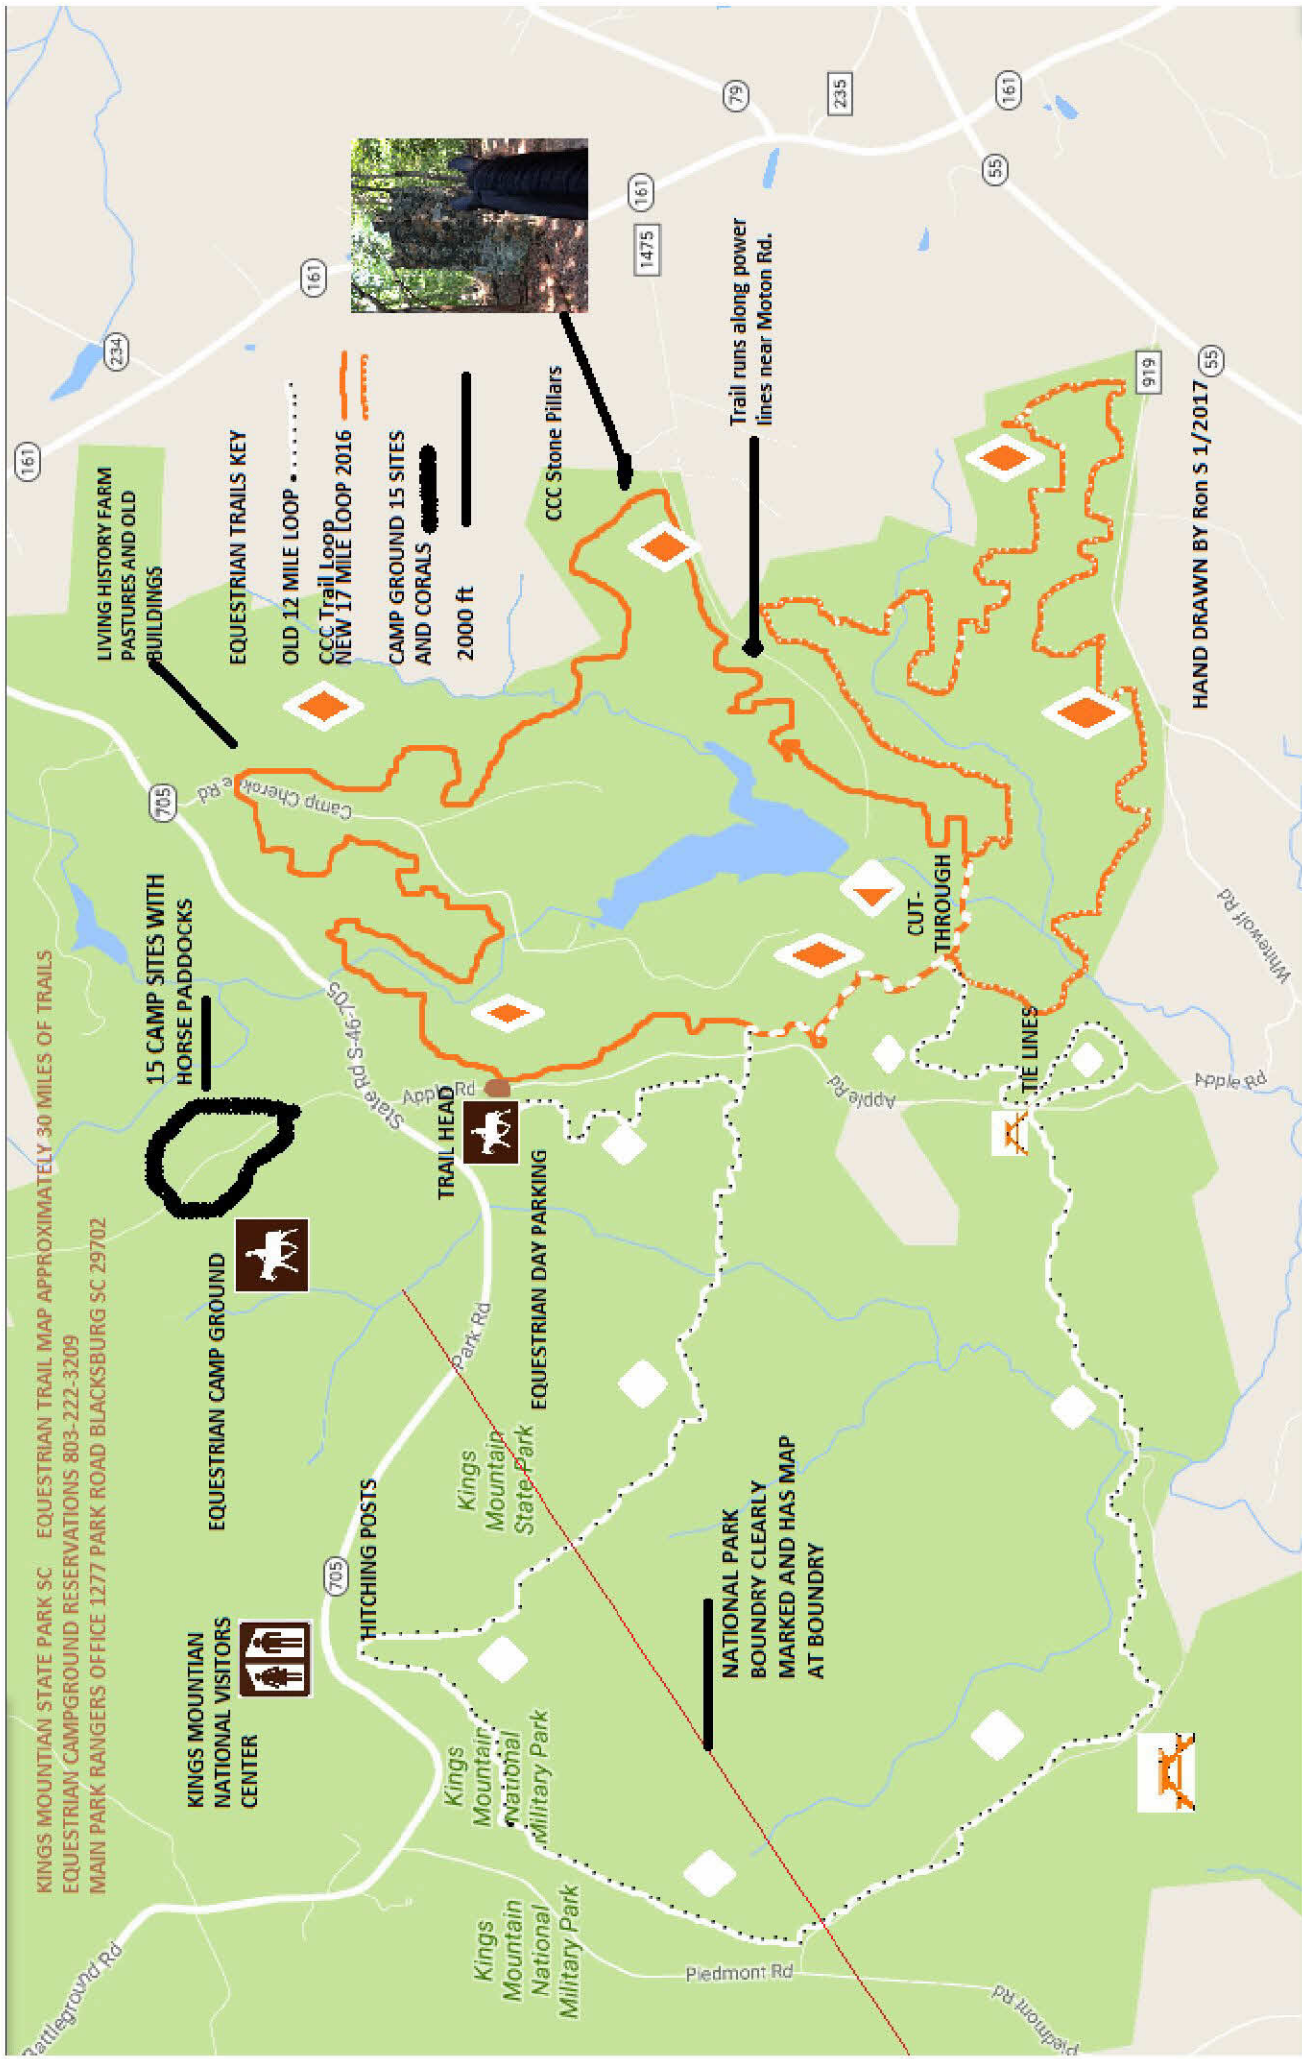 KINGS MOUNTIAN STATE PARK SC EQUESTRIAN TRAIL MAP APPROXIMATELY 30 MILES OF TRAILS
EQUESTRIAN CAMPGROUND RESERVATIONS 803-222-3209
MAIN PARK RANGERS OFFICE 1277 PARK ROAD BLACKSBURG SC 29702
Battleground Rd
KINGS MOUNTIAN
NATIONAL VISITORS
CENTER
705
HITCHING POSTS
EQUESTRIAN CAMP GROUND
15 CAMP SITES WITH
HORSE PADDOCKS
705
State Rd S-46-705
Park Rd
LIVING HISTORY FARM
PASTURES AND OLD
BUILDINGS
Camp Cherokee Rd
161
234
161
EQUESTRIAN TRAILS KEY
OLD 12 MILE LOOP
CCC Trail Loop
NEW 17 MILE LOOP 2016
CAMP GROUND 15 SITES
AND CORALS
2000 ft
TRAIL HEAD
Apple Rd
EQUESTRIAN DAY PARKING
Kings
Mountain
State Park
Kings
Mountain
National
Military Park
Kings
Mountain
National
Military Park
CCC Stone Pillars
1475
161
79
235
161
55
Trail runs along power
lines near Moton Rd.
NATIONAL PARK
BOUNDRY CLEARLY
MARKED AND HAS MAP
AT BOUNDRY
Piedmont Rd
Piedmont Rd
Apple Rd
CUT-
THROUGH
TIE LINES
Apple Rd
Whitewolf Rd
919
55
HAND DRAWN BY Ron S 1/2017